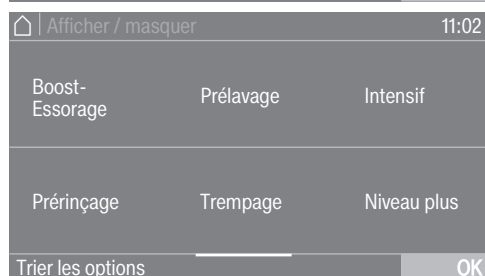 Afficher / masquer 11:02
Boost-
Essorage
Prélavage
Intensif
Prérinçage
Trempage
Niveau plus
Trier les options OK